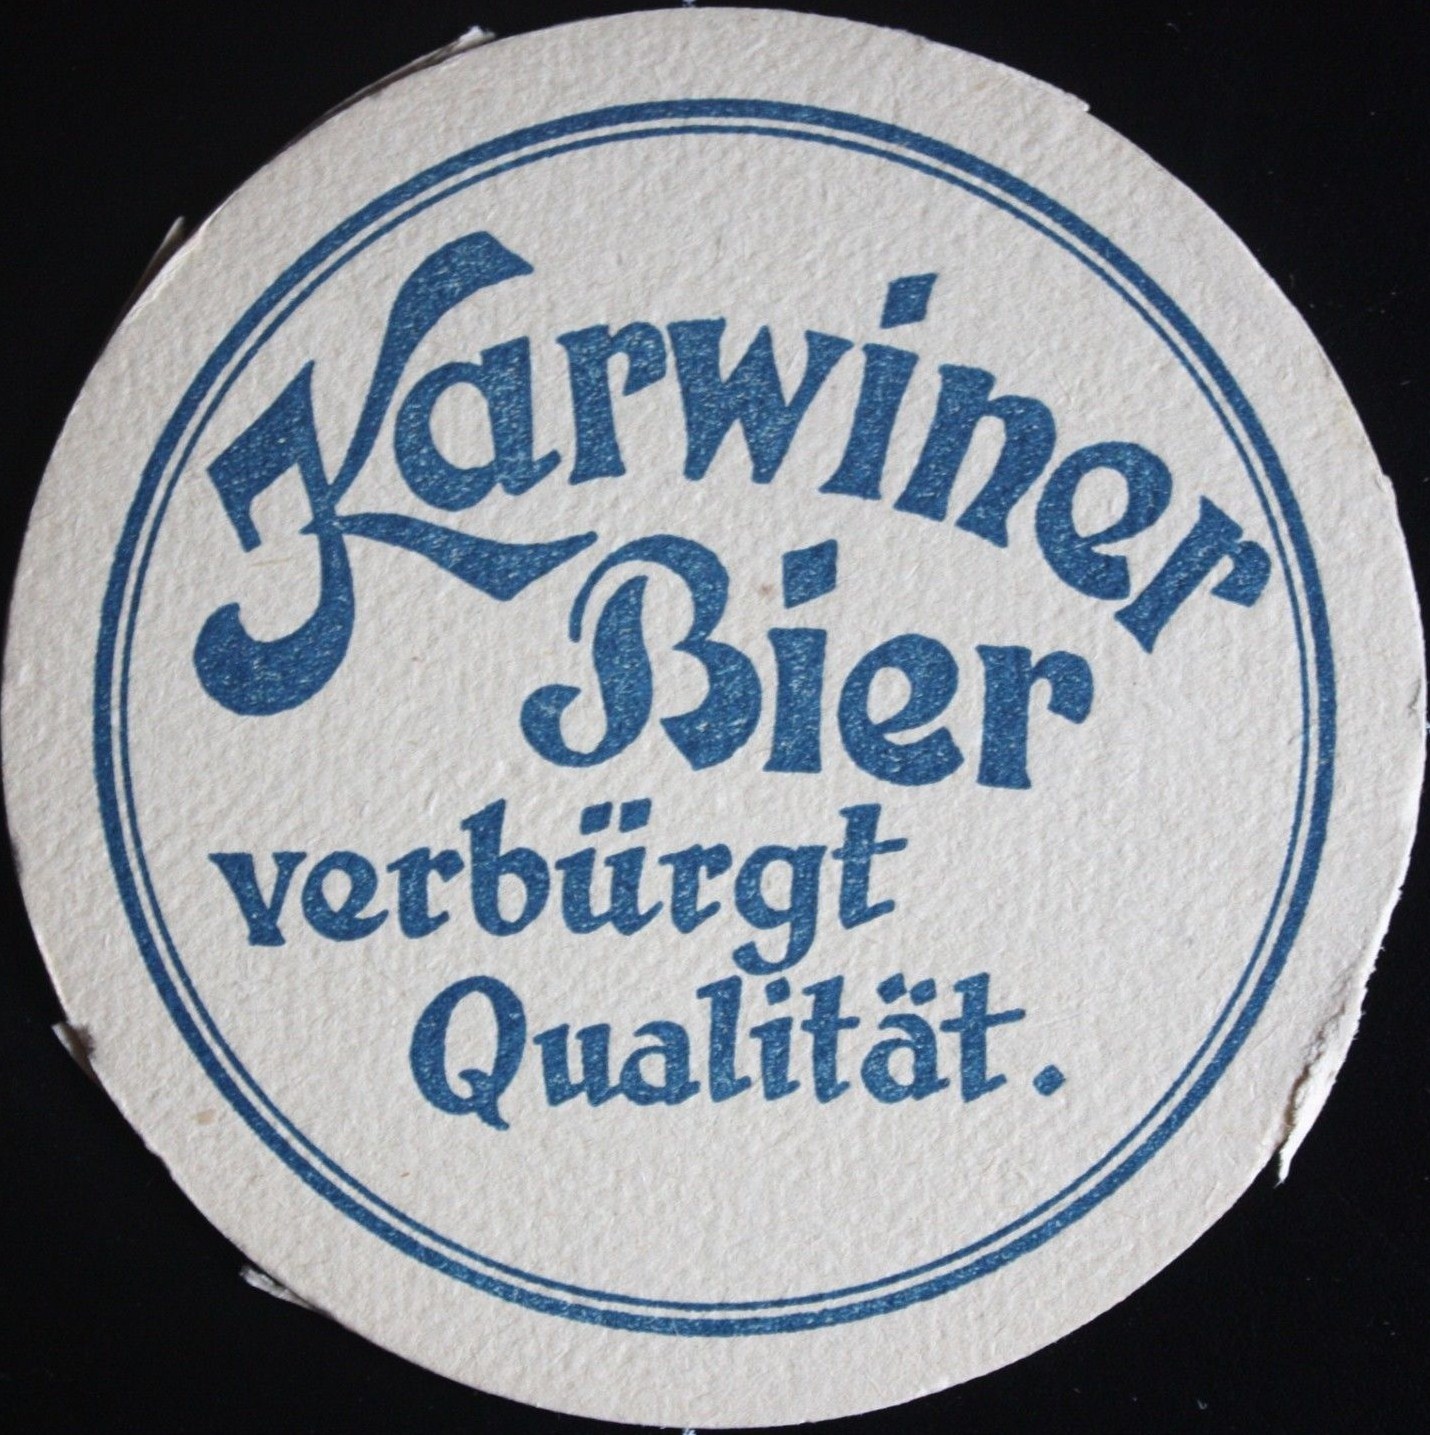 Karwiner
Bier
verbürgt
Qualität.